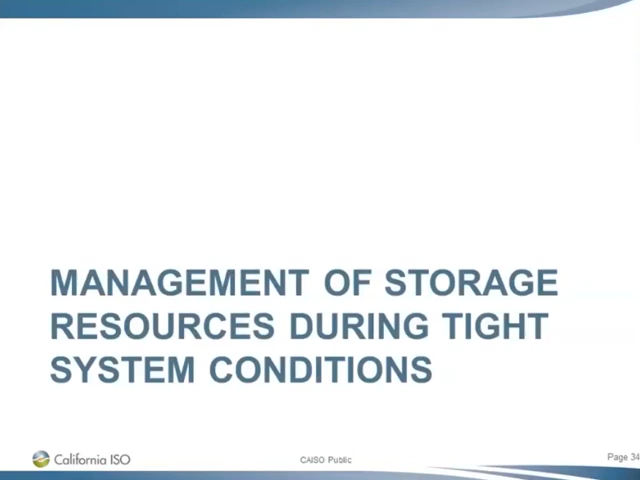 MANAGEMENT OF STORAGE
RESOURCES DURING TIGHT
SYSTEM CONDITIONS
California ISO
CAISO Public
Page 34